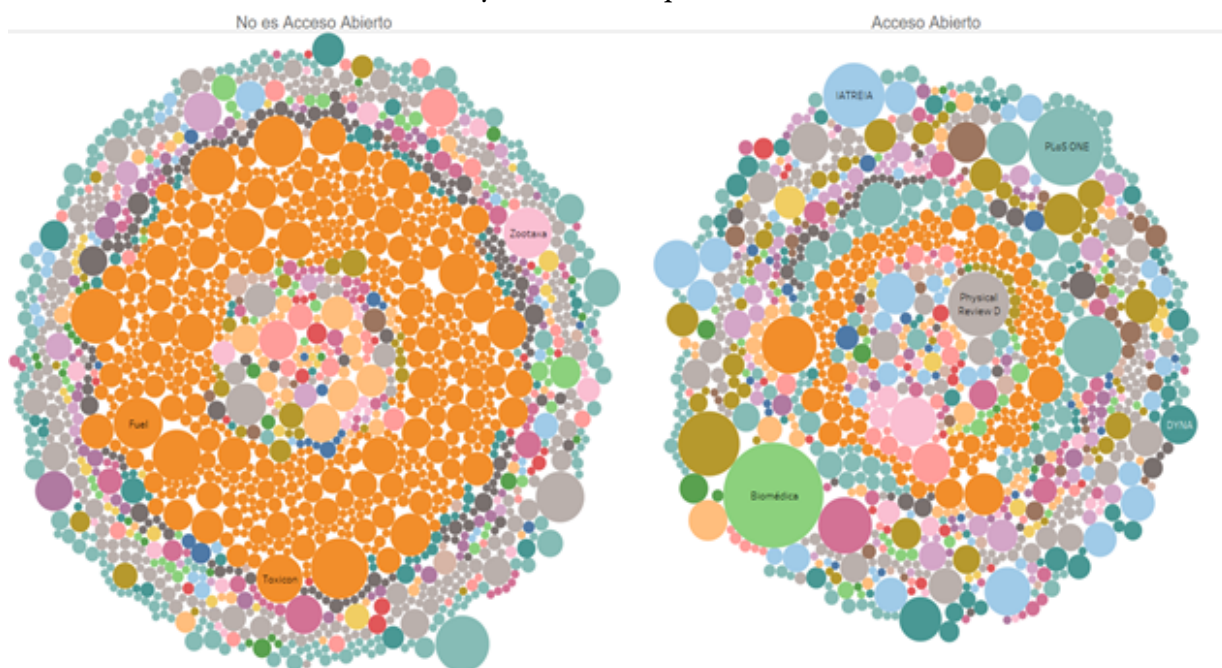 No es Acceso Abierto
Acceso Abierto
IATREIA
PLoS ONE
Zootaxa
Physical
Review D
Fuel
DYNA
Biomédica
Toxicon